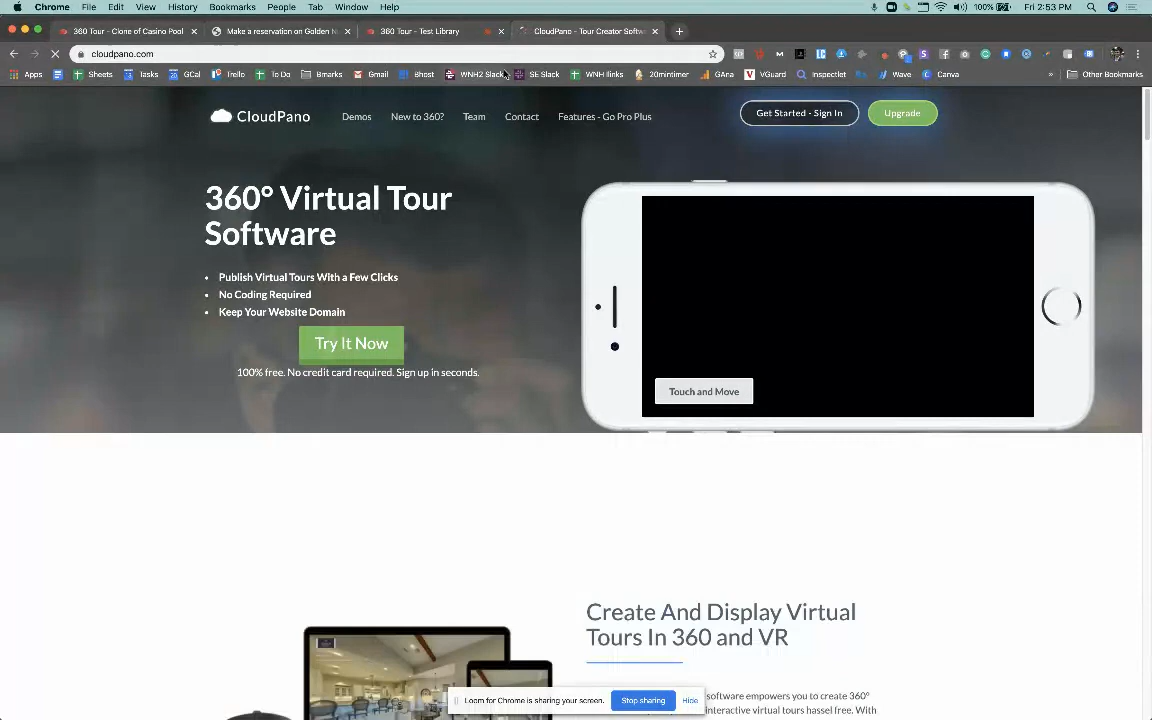 Chrome File Edit View History Bookmarks People Tab Window Help 100% Fri 2:53 PM
360 Tour - Clone of Casino Pool Make a reservation on Golden N 360 Tour - Test Library CloudPano - Tour Creator Softw
cloudpano.com
Apps Sheets Tasks GCal Trello To Do Bmarks Gmail Bhost WNH2 Slack SE Slack WNH Ilinks 20mintimer GAna VGuard Inspectlet Wave Canva » Other Bookmarks
CloudPano Demos New to 360? Team Contact Features - Go Pro Plus Get Started - Sign In Upgrade
360° Virtual Tour
Software
• Publish Virtual Tours With a Few Clicks
• No Coding Required
• Keep Your Website Domain
Try It Now
100% free. No credit card required. Sign up in seconds.
Touch and Move
Create And Display Virtual
Tours In 360 and VR
software empowers you to create 360°
interactive virtual tours hassel free. With
Loom for Chrome is sharing your screen. Stop sharing Hide